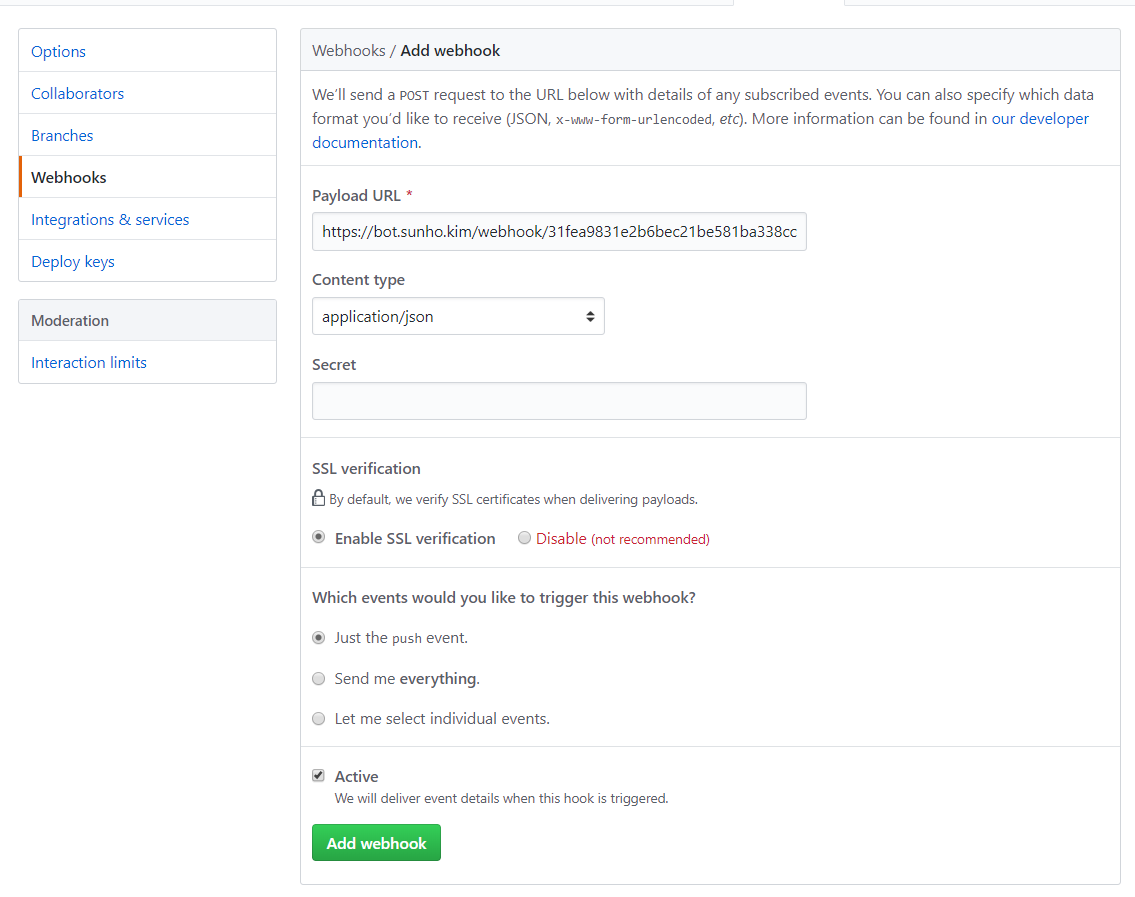 Options
Collaborators
Branches
Webhooks
Integrations & services
Deploy keys
Moderation
Interaction limits
Webhooks / Add webhook
We’ll send a POST request to the URL below with details of any subscribed events. You can also specify which data
format you’d like to receive (JSON, x-www-form-urlencoded, etc). More information can be found in our developer
documentation.
Payload URL *
https://bot.sunho.kim/webhook/31fea9831e2b6bec21be581ba338cc
Content type
application/json
Secret
SSL verification
By default, we verify SSL certificates when delivering payloads.
Enable SSL verification Disable (not recommended)
Which events would you like to trigger this webhook?
Just the push event.
Send me everything.
Let me select individual events.
Active
We will deliver event details when this hook is triggered.
Add webhook